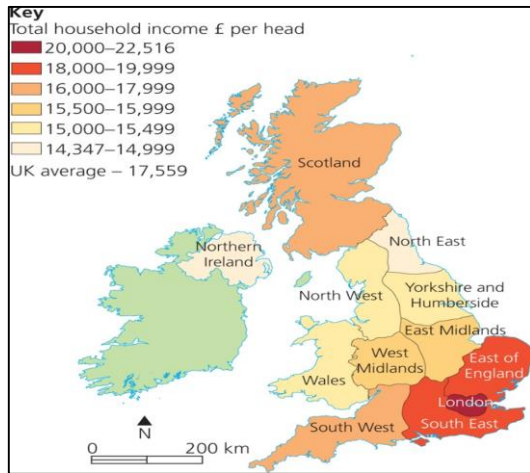 Key
Total household income £ per head
20,000–22,516
18,000–19,999
16,000–17,999
15,500–15,999
15,000–15,499
14,347–14,999
UK average – 17,559
Scotland
Northern
Ireland
North East
North West
Yorkshire
and
Humberside
East Midlands
West
Midlands
East of
England
Wales
London
South East
South West
N
0 200 km